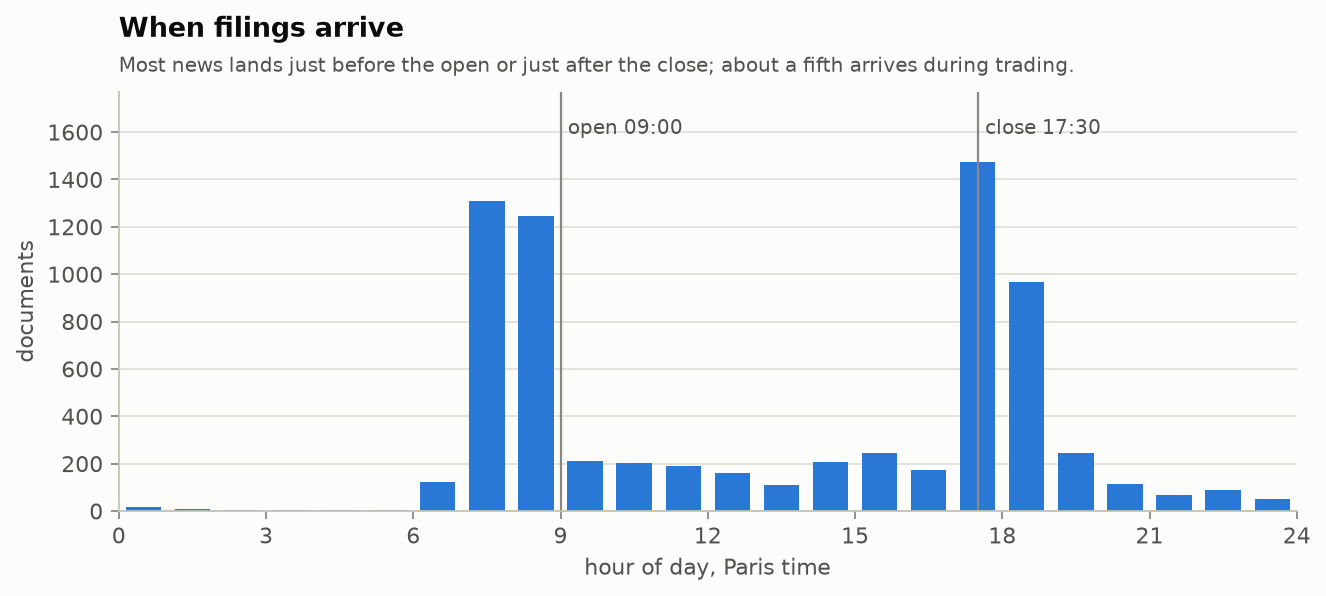 When filings arrive
Most news lands just before the open or just after the close; about a fifth arrives during trading.
open 09:00
close 17:30
1600
1400
1200
1000
800
600
400
200
0
documents
0 3 6 9 12 15 18 21 24
hour of day, Paris time